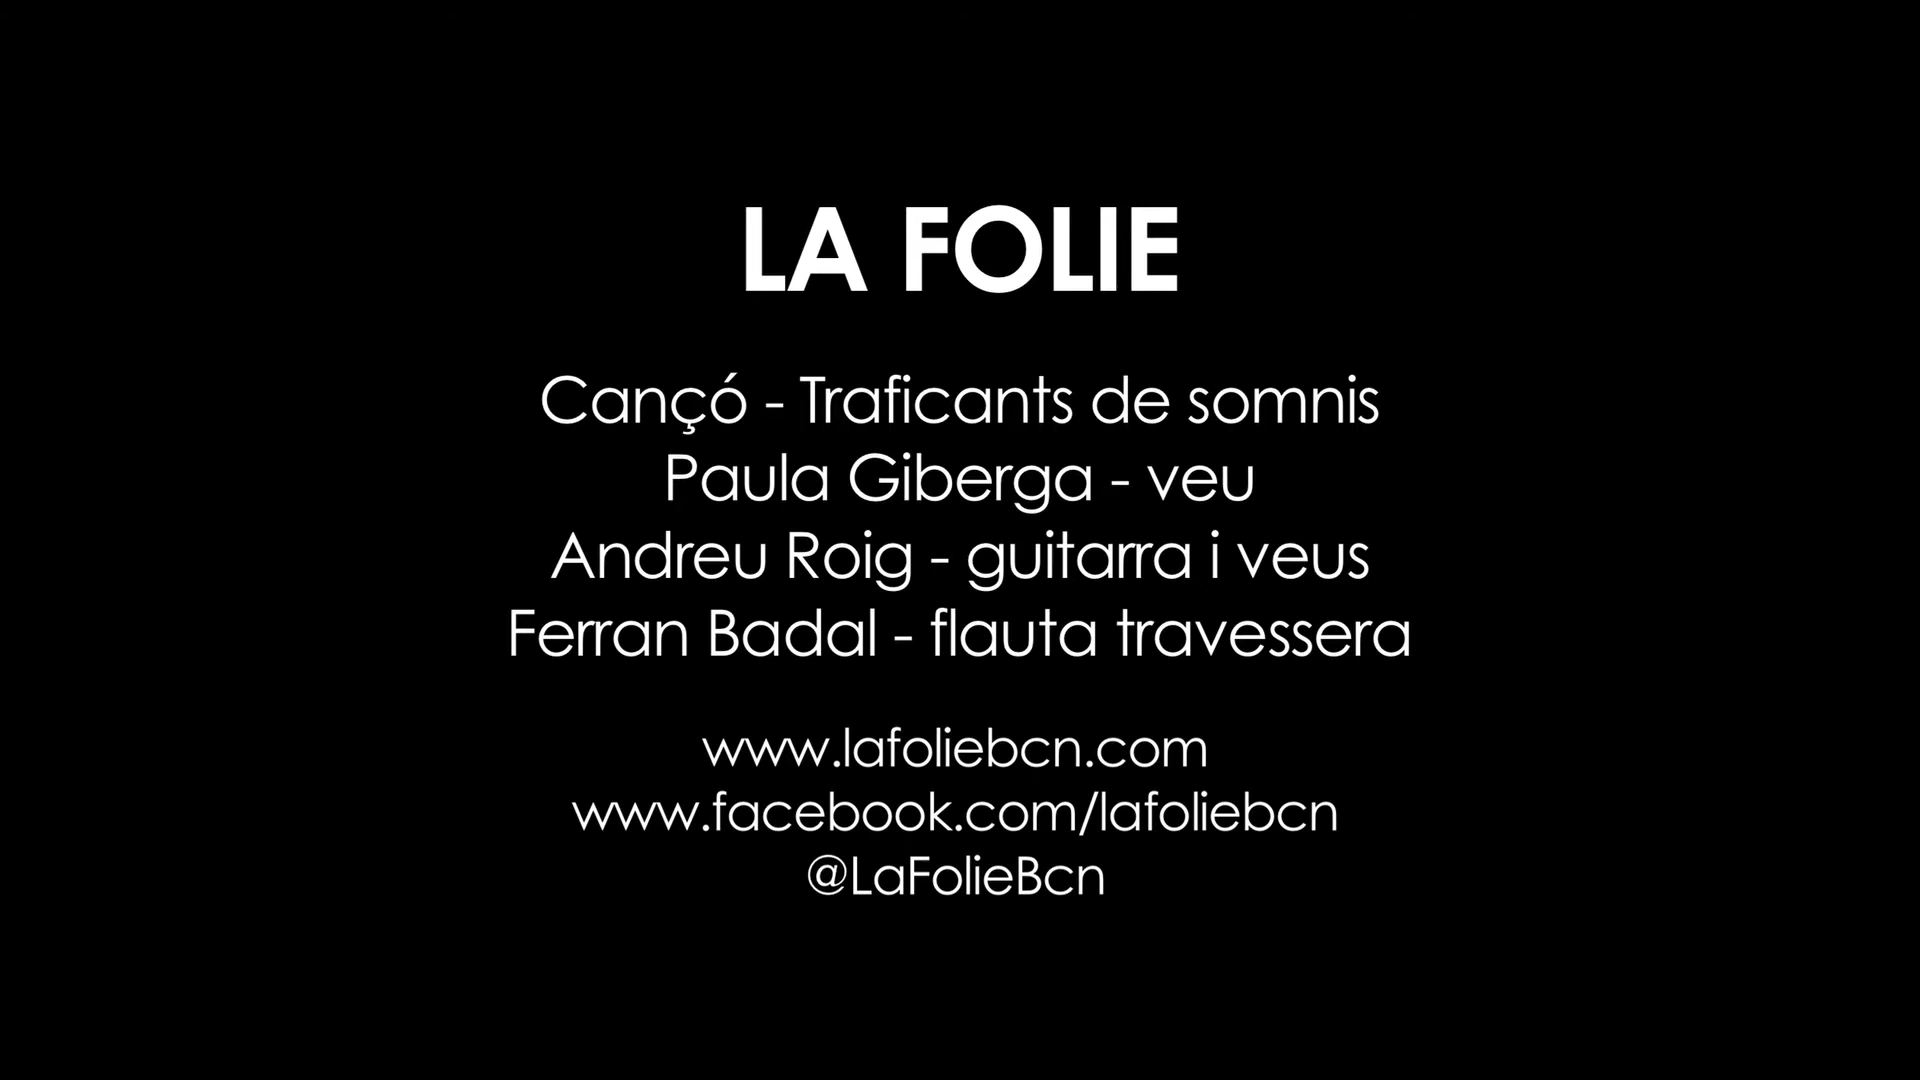 LA FOLIE
Cançó - Traficants de somnis
Paula Giberga - veu
Andreu Roig - guitarra i veus
Ferran Badal - flauta travessera
www.lafoliebcn.com
www.facebook.com/lafoliebcn
@LaFolieBcn